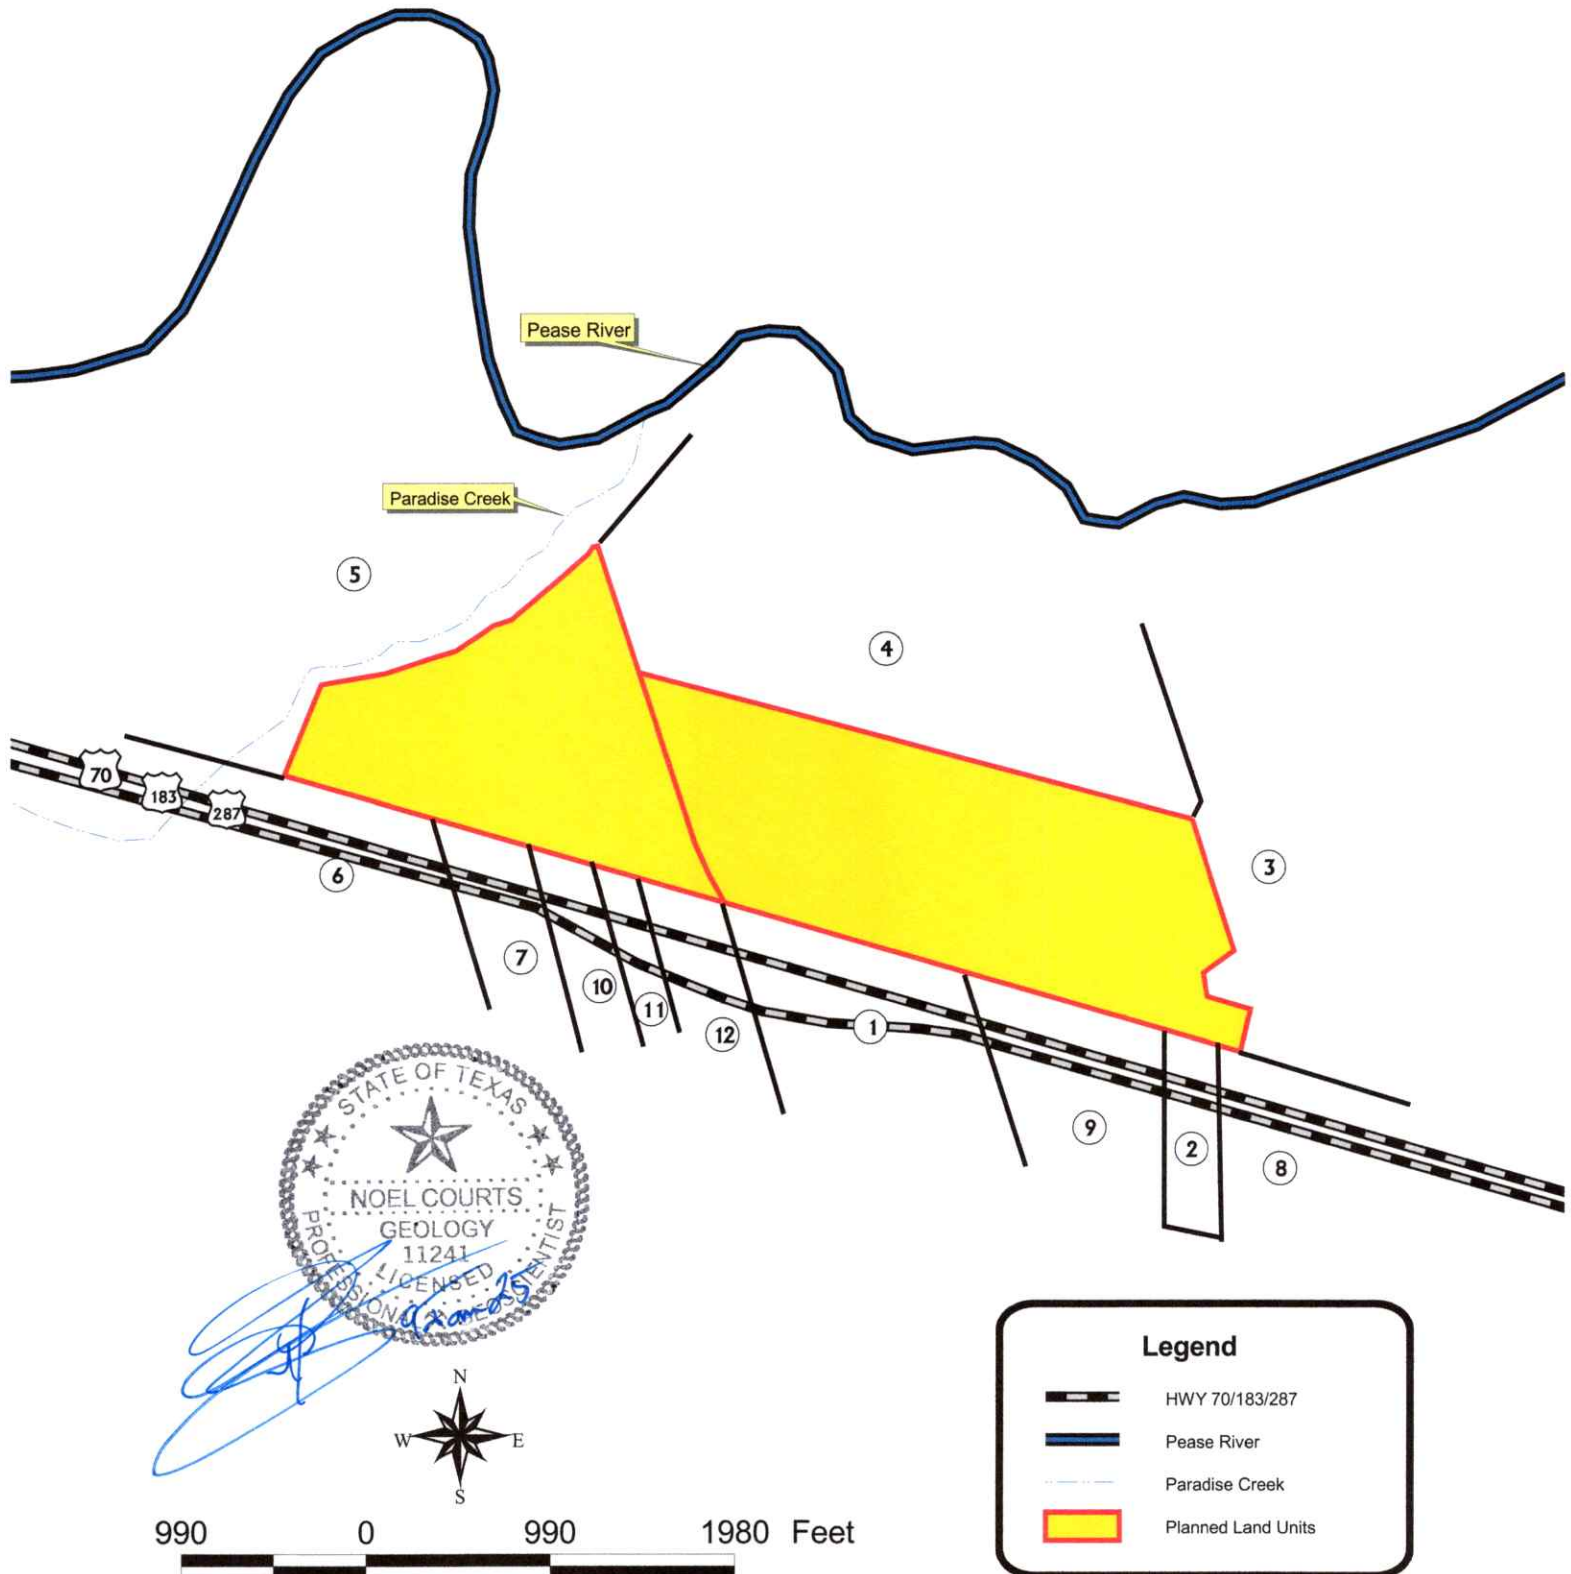 Pease River
Paradise Creek
5
4
70
183
287
3
6
7
10
11
12
1
9
2
8
STATE OF TEXAS
NOEL COURTS
GEOLOGY
11241
LICENSED
PROFESSIONAL GEOSCIENTIST
N
W E
S
990 0 990 1980 Feet
Legend
HWY 70/183/287
Pease River
Paradise Creek
Planned Land Units